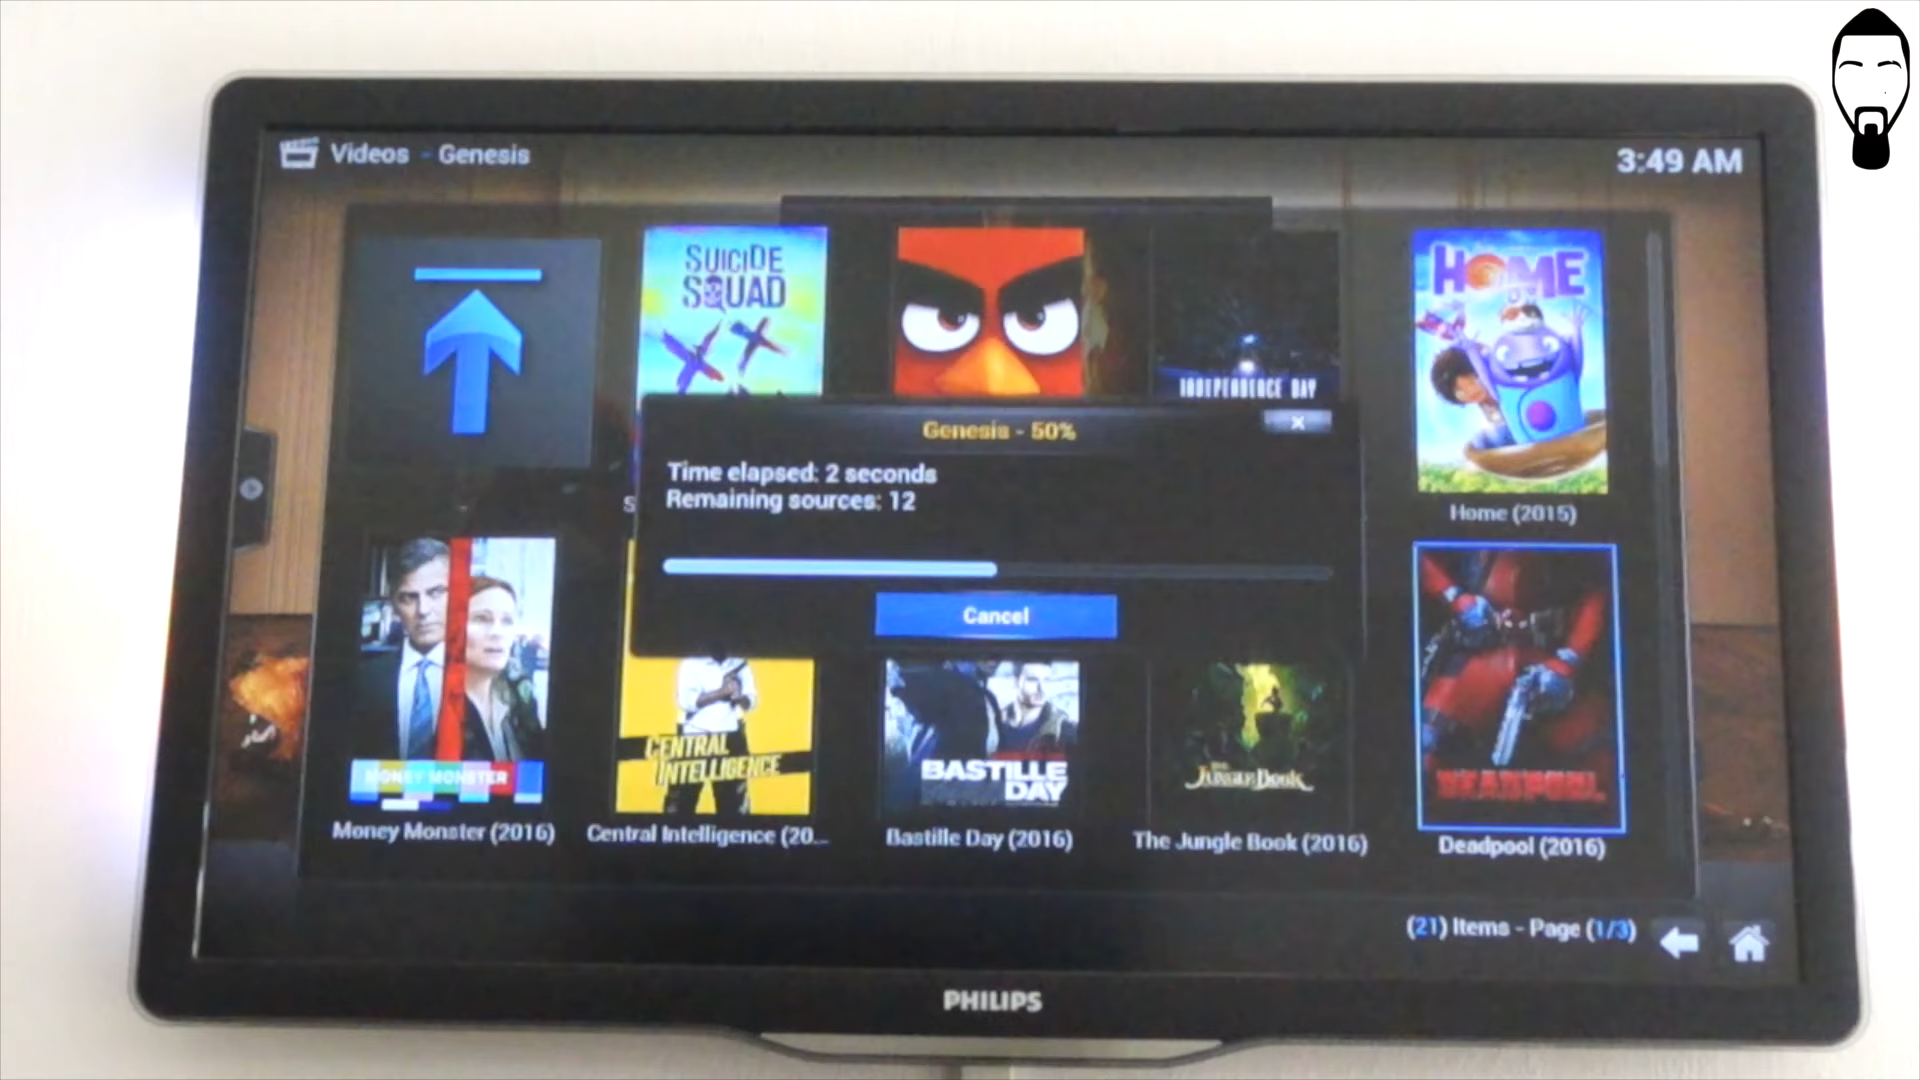 Videos - Genesis
3:49 AM
SUICIDE
SQUAD
INDEPENDENCE DAY
HOME
Genesis - 50%
Time elapsed: 2 seconds
Remaining sources: 12
Cancel
Home (2015)
MONEY MONSTER
CENTRAL
INTELLIGENCE
BASTILLE
DAY
THE JUNGLE BOOK
DEADPOOL
Money Monster (2016)
Central Intelligence (20...
Bastille Day (2016)
The Jungle Book (2016)
Deadpool (2016)
(21) Items - Page (1/3)
PHILIPS